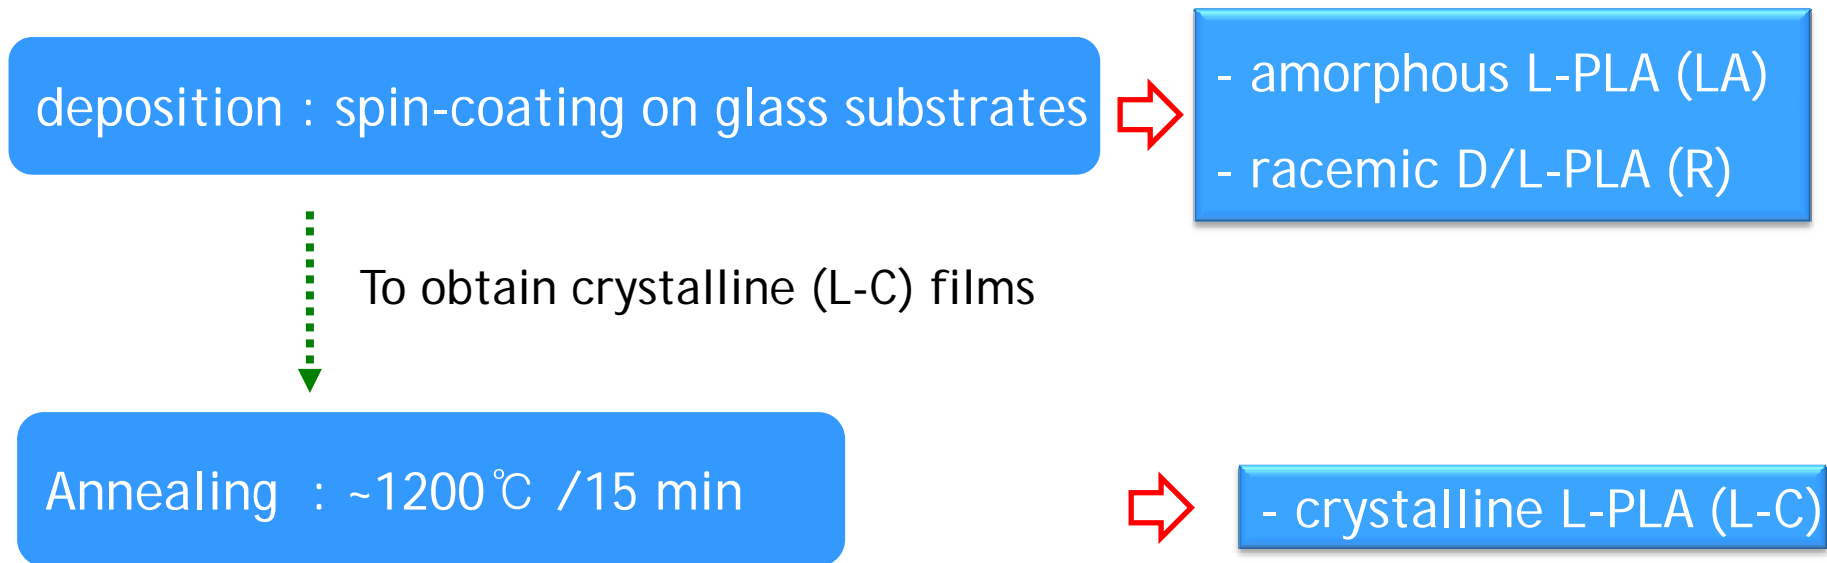 deposition : spin-coating on glass substrates
- amorphous L-PLA (LA)
- racemic D/L-PLA (R)
To obtain crystalline (L-C) films
Annealing : ~1200℃ /15 min
- crystalline L-PLA (L-C)